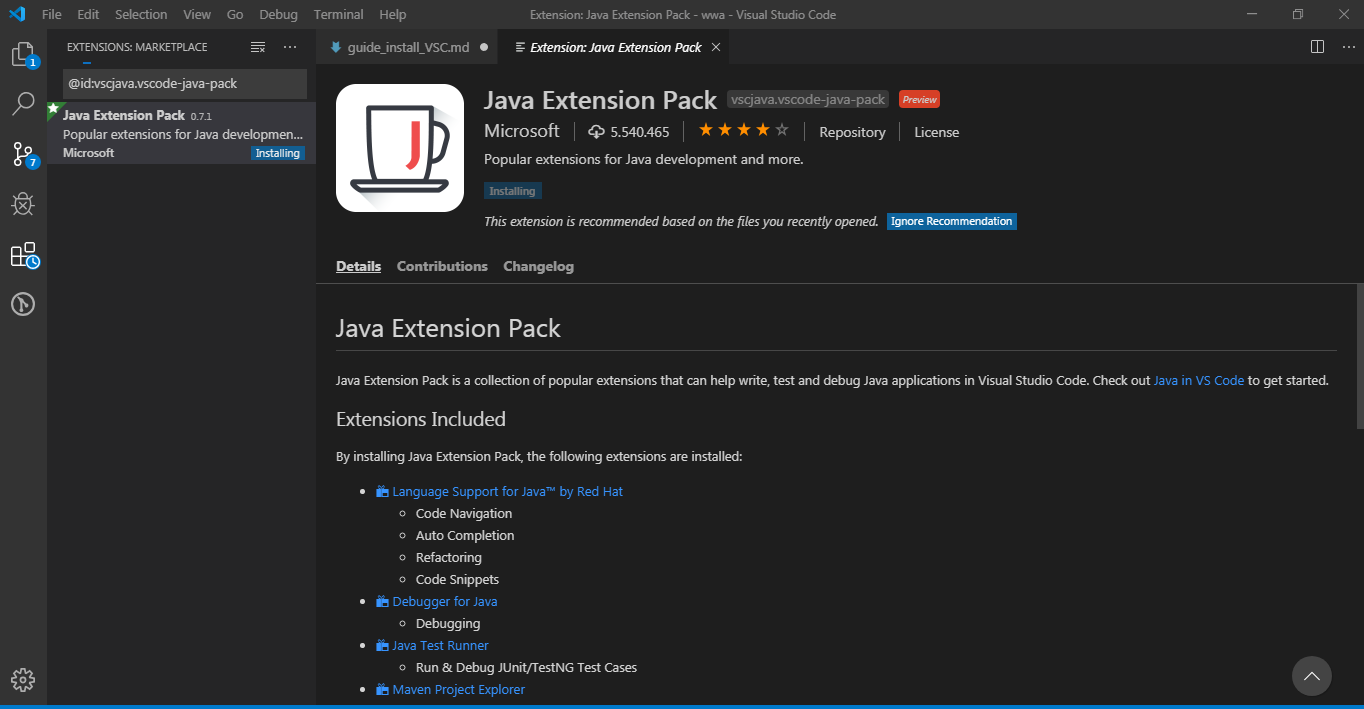 File Edit Selection View Go Debug Terminal Help Extension: Java Extension Pack - wwa - Visual Studio Code
EXTENSIONS: MARKETPLACE
@id:vscjava.vscode-java-pack
Java Extension Pack 0.7.1
Popular extensions for Java developmen...
Microsoft Installing
1
7
guide_install_VSC.md Extension: Java Extension Pack
J
Java Extension Pack vscjava.vscode-java-pack Preview
Microsoft 5.540.465 Repository License
Popular extensions for Java development and more.
Installing
This extension is recommended based on the files you recently opened. Ignore Recommendation
Details Contributions Changelog
Java Extension Pack
Java Extension Pack is a collection of popular extensions that can help write, test and debug Java applications in Visual Studio Code. Check out Java in VS Code to get started.
Extensions Included
By installing Java Extension Pack, the following extensions are installed:
Language Support for Java™ by Red Hat
Code Navigation
Auto Completion
Refactoring
Code Snippets
Debugger for Java
Debugging
Java Test Runner
Run & Debug JUnit/TestNG Test Cases
Maven Project Explorer